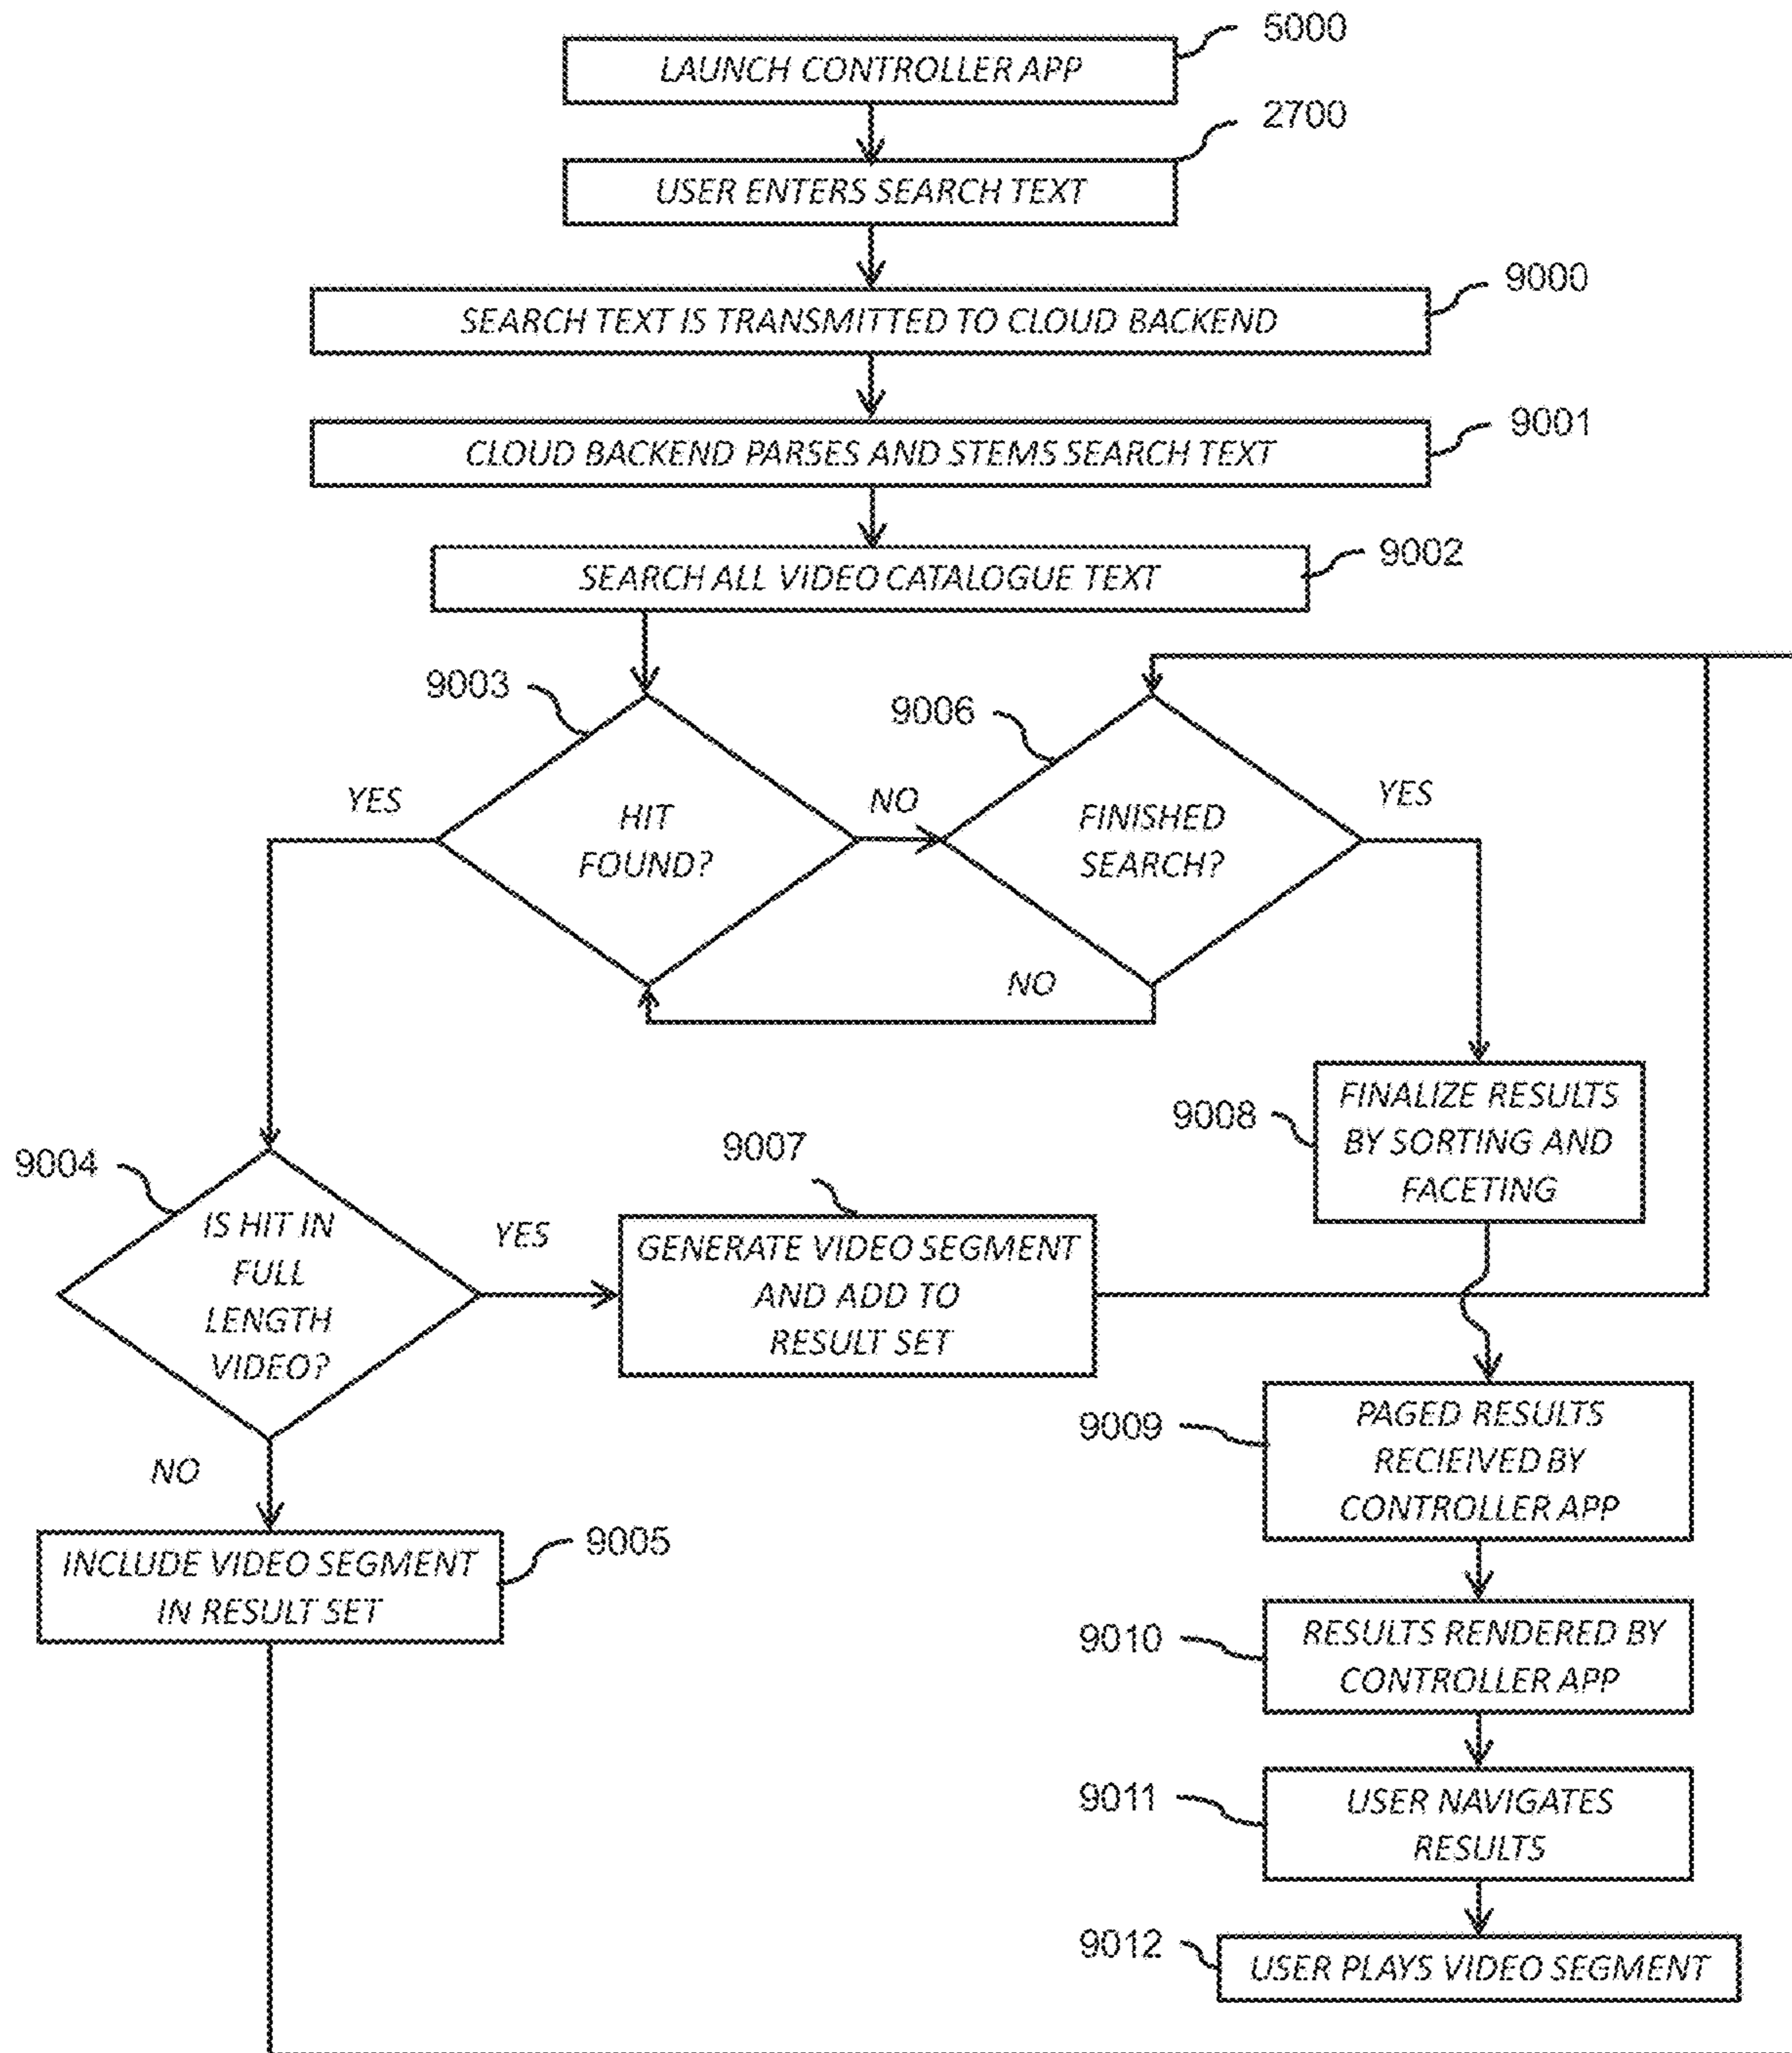 5000
LAUNCH CONTROLLER APP
2700
USER ENTERS SEARCH TEXT
9000
SEARCH TEXT IS TRANSMITTED TO CLOUD BACKEND
9001
CLOUD BACKEND PARSES AND STEMS SEARCH TEXT
9002
SEARCH ALL VIDEO CATALOGUE TEXT
9003
YES
HIT
FOUND?
NO
9006
FINISHED
SEARCH?
YES
NO
9008
FINALIZE RESULTS
BY SORTING AND
FACETING
9004
IS HIT IN
FULL
LENGTH
VIDEO?
YES
NO
9007
GENERATE VIDEO SEGMENT
AND ADD TO
RESULT SET
9005
INCLUDE VIDEO SEGMENT
IN RESULT SET
9009
PAGED RESULTS
RECIEIVED BY
CONTROLLER APP
9010
RESULTS RENDERED BY
CONTROLLER APP
9011
USER NAVIGATES
RESULTS
9012
USER PLAYS VIDEO SEGMENT